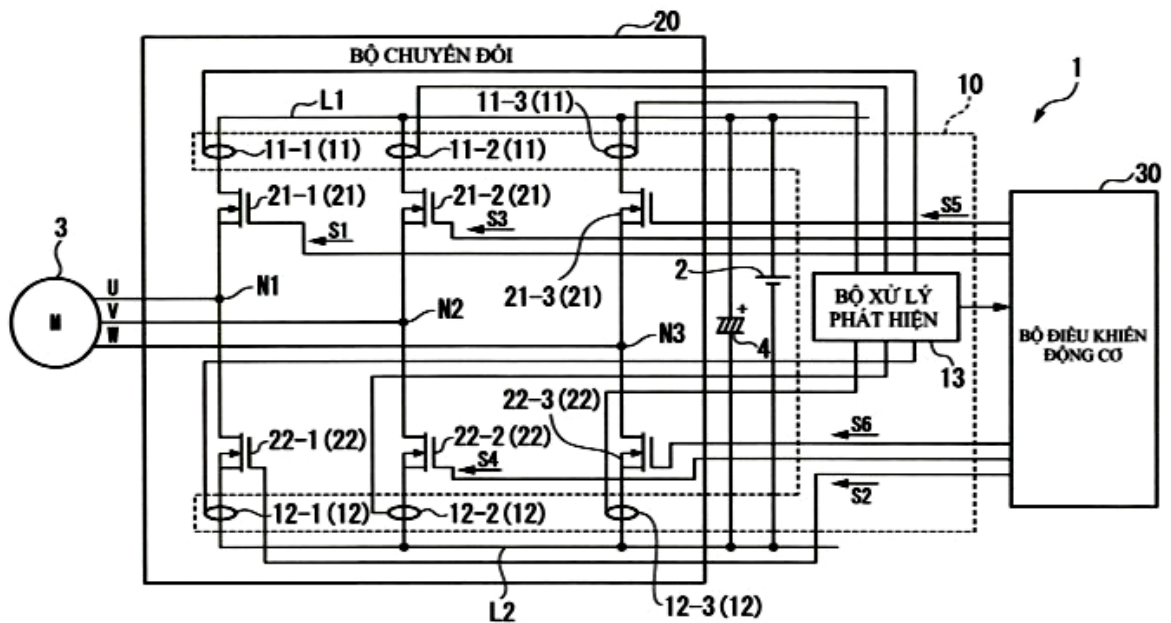 20
BỘ CHUYỂN ĐỔI
1
10
L1
11-3 (11)
11-1 (11)
11-2 (11)
30
21-1 (21)
21-2 (21)
S5
S1
S3
3
2
U
N1
21-3 (21)
BỘ XỬ LÝ
PHÁT HIỆN
M
V
N2
W
N3
+
4
13
BỘ ĐIỀU KHIỂN
ĐỘNG CƠ
22-3 (22)
S6
22-1 (22)
22-2 (22)
S4
S2
12-1 (12)
12-2 (12)
L2
12-3 (12)